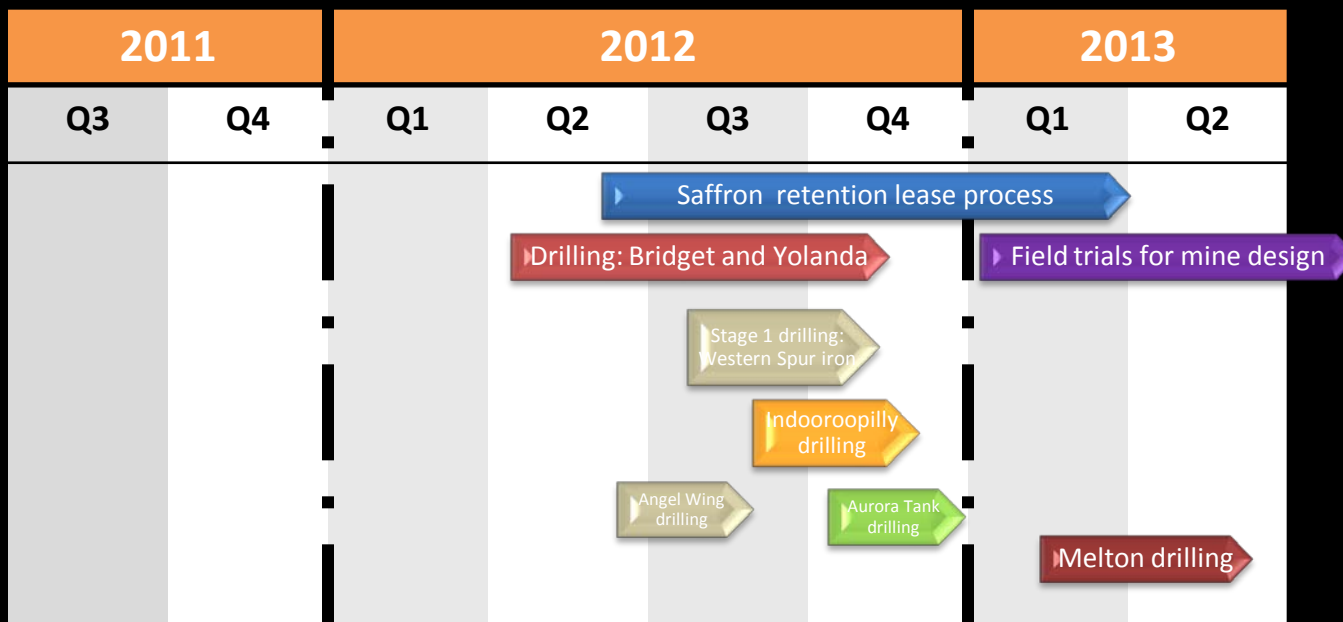 2011 2012 2013
Q3 Q4 Q1 Q2 Q3 Q4 Q1 Q2
Saffron retention lease process
Drilling: Bridget and Yolanda
Field trials for mine design
Stage 1 drilling:
Western Spur iron
Indooroopilly
drilling
Angel Wing
drilling
Aurora Tank
drilling
Melton drilling